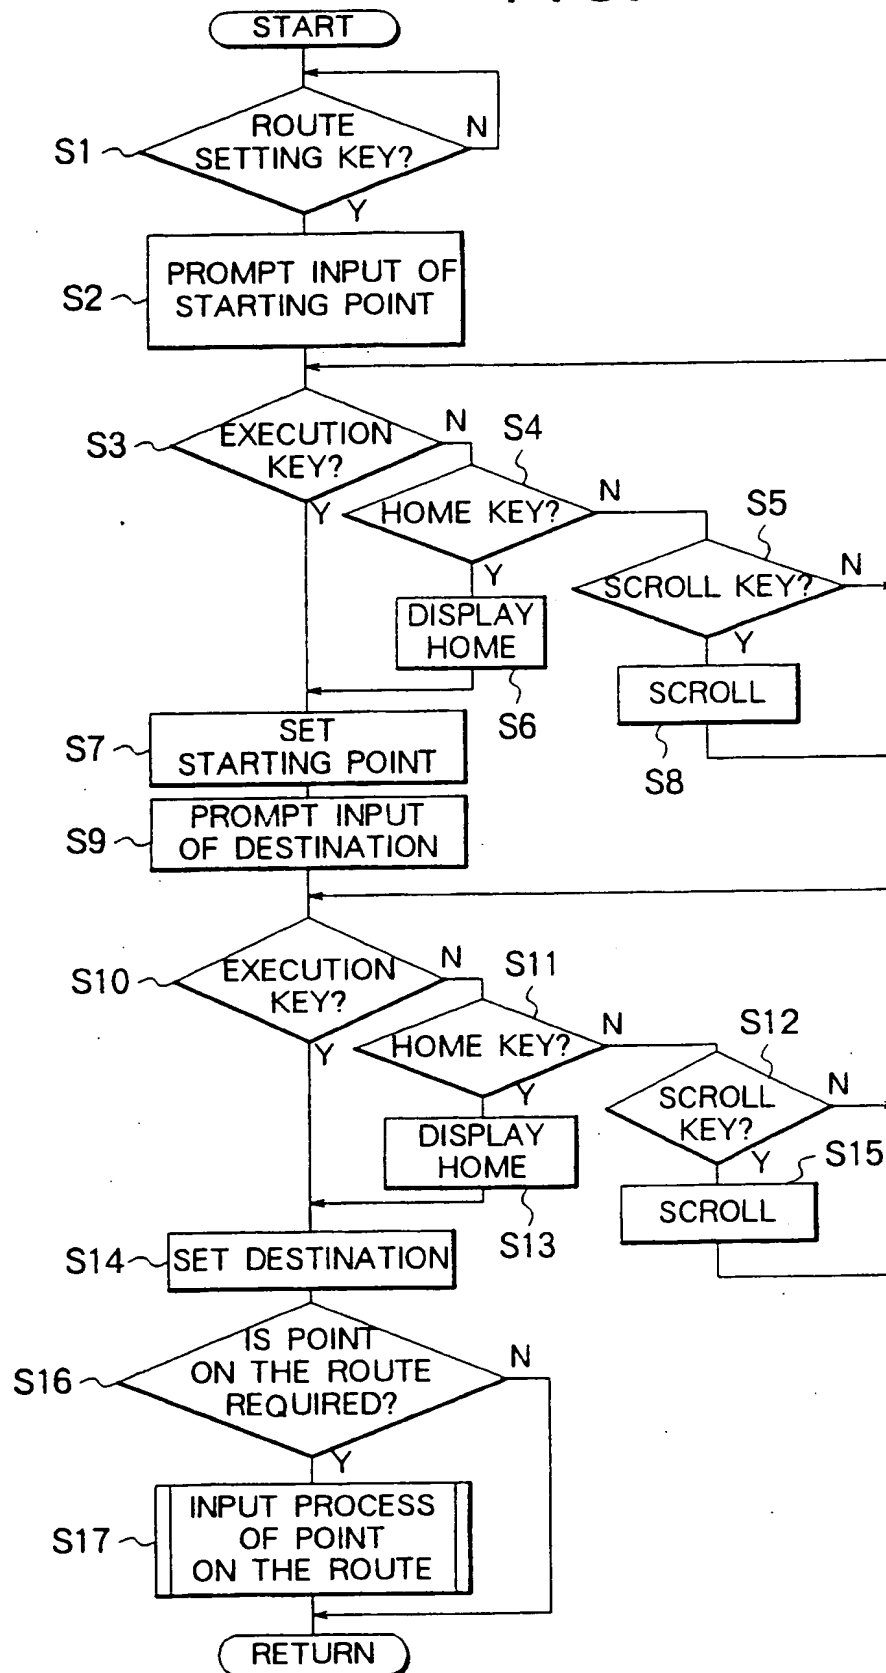 START
ROUTE
SETTING KEY?
N
S1
Y
PROMPT INPUT OF
STARTING POINT
S2
EXECUTION
KEY?
N
S3
Y
S4
HOME KEY?
N
Y
S5
SCROLL KEY?
N
Y
DISPLAY
HOME
S6
SCROLL
S8
SET
STARTING POINT
S7
PROMPT INPUT
OF DESTINATION
S9
EXECUTION
KEY?
N
S10
Y
S11
HOME KEY?
N
Y
S12
SCROLL
KEY?
N
Y
S15
DISPLAY
HOME
S13
SCROLL
S14
SET DESTINATION
IS POINT
ON THE ROUTE
REQUIRED?
N
S16
Y
INPUT PROCESS
OF POINT
ON THE ROUTE
S17
RETURN